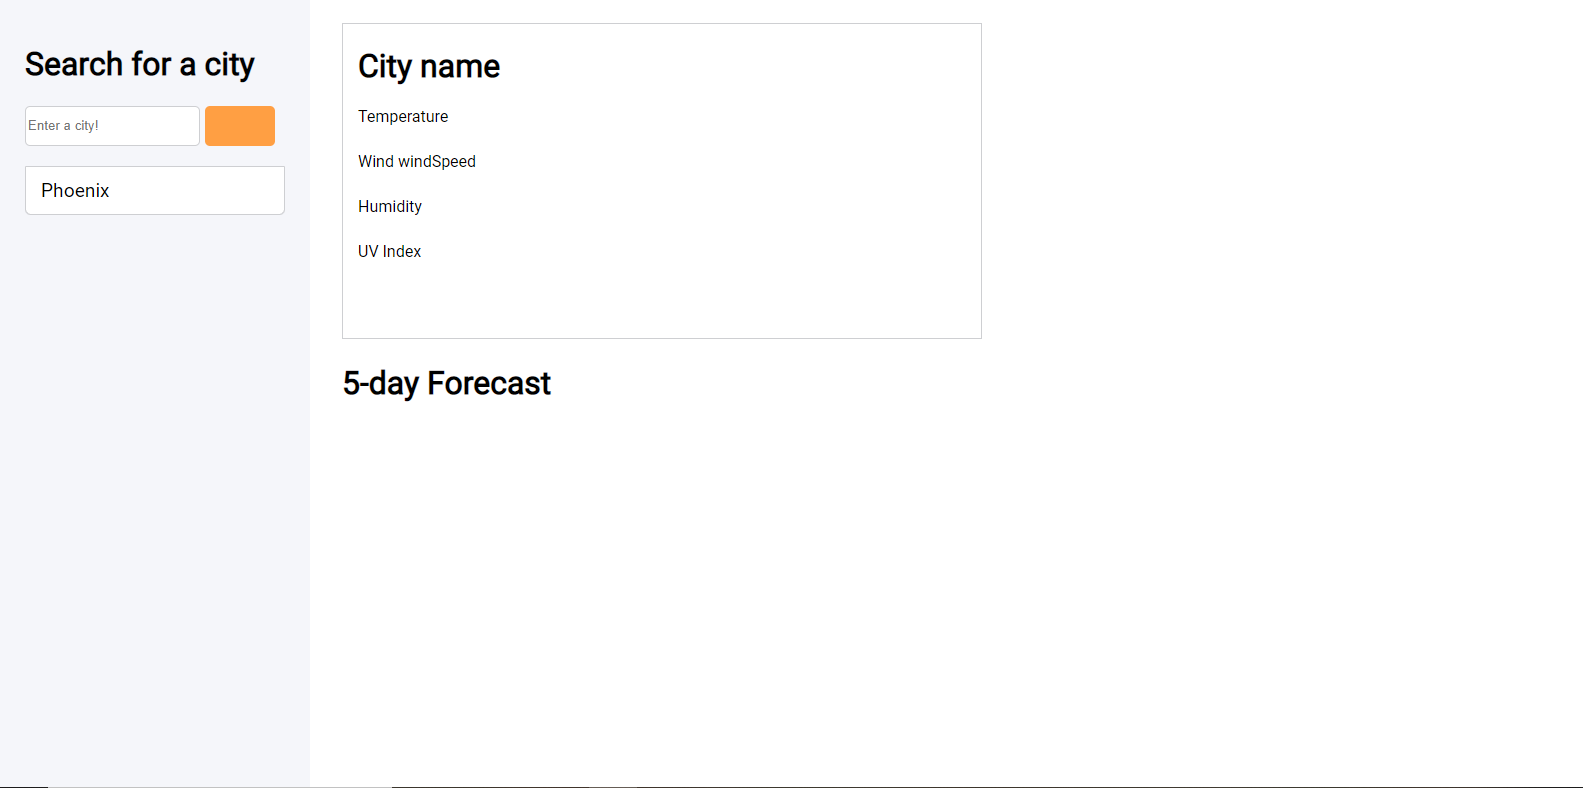 Search for a city
Enter a city!
Phoenix
City name
Temperature
Wind windSpeed
Humidity
UV Index
5-day Forecast